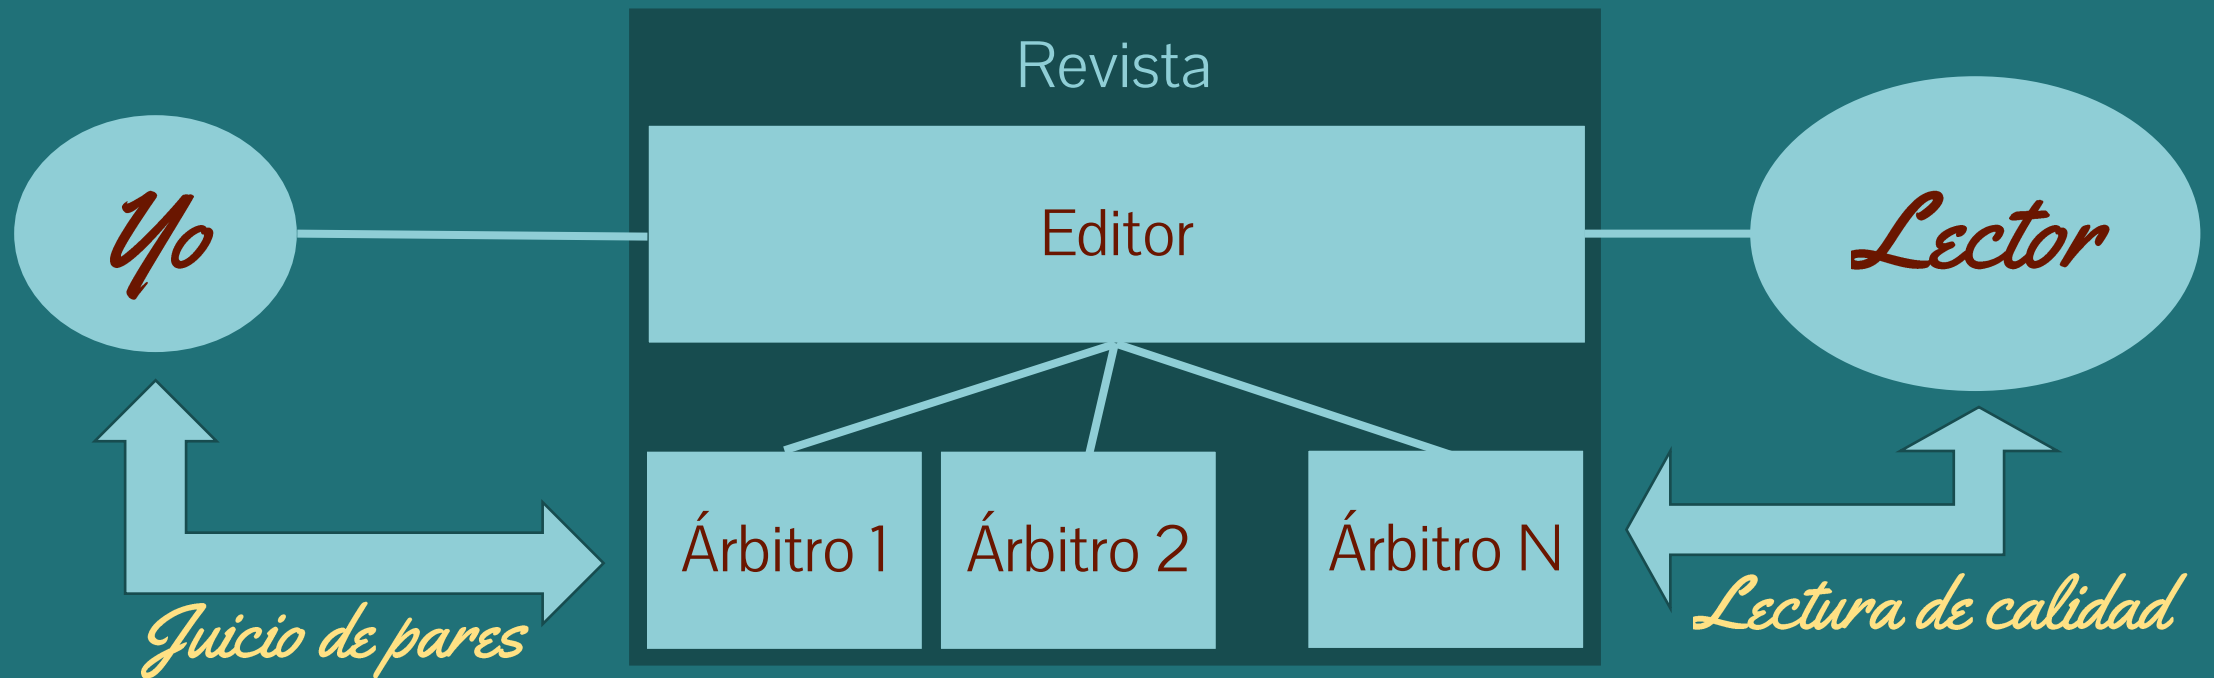 Revista
Yo
Editor
Lector
Árbitro 1
Árbitro 2
Árbitro N
Juicio de pares
Lectura de calidad